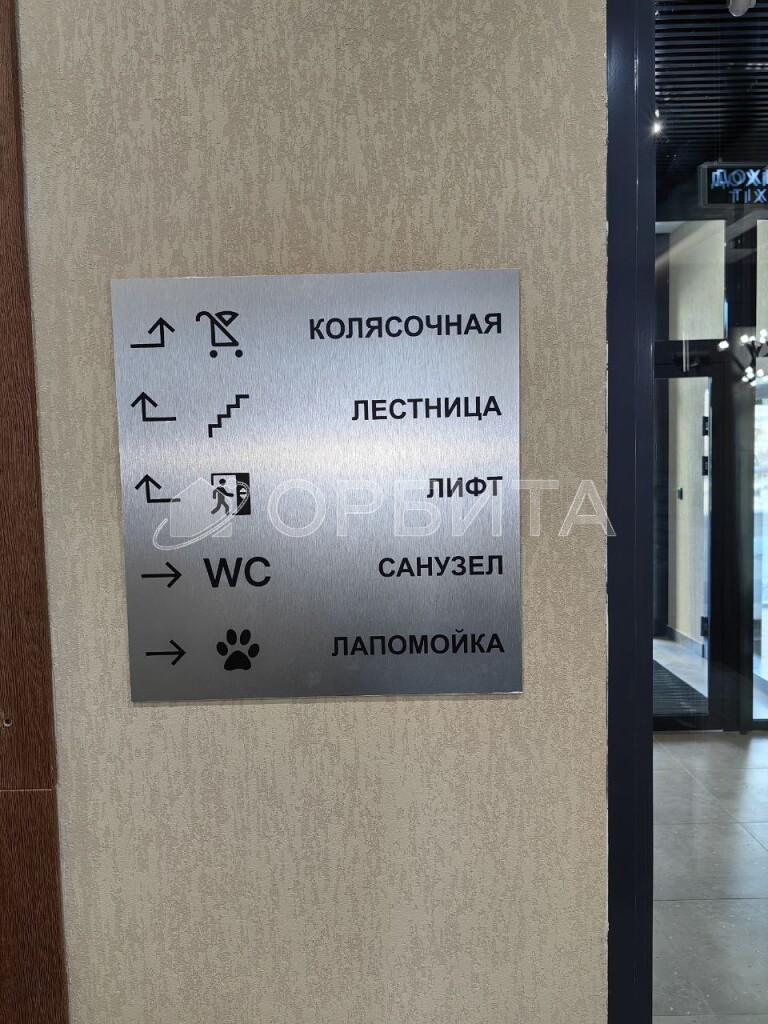 КОЛЯСОЧНАЯ
ЛЕСТНИЦА
ЛИФТ
ОРБИТА
WC САНУЗЕЛ
ЛАПОМОЙКА